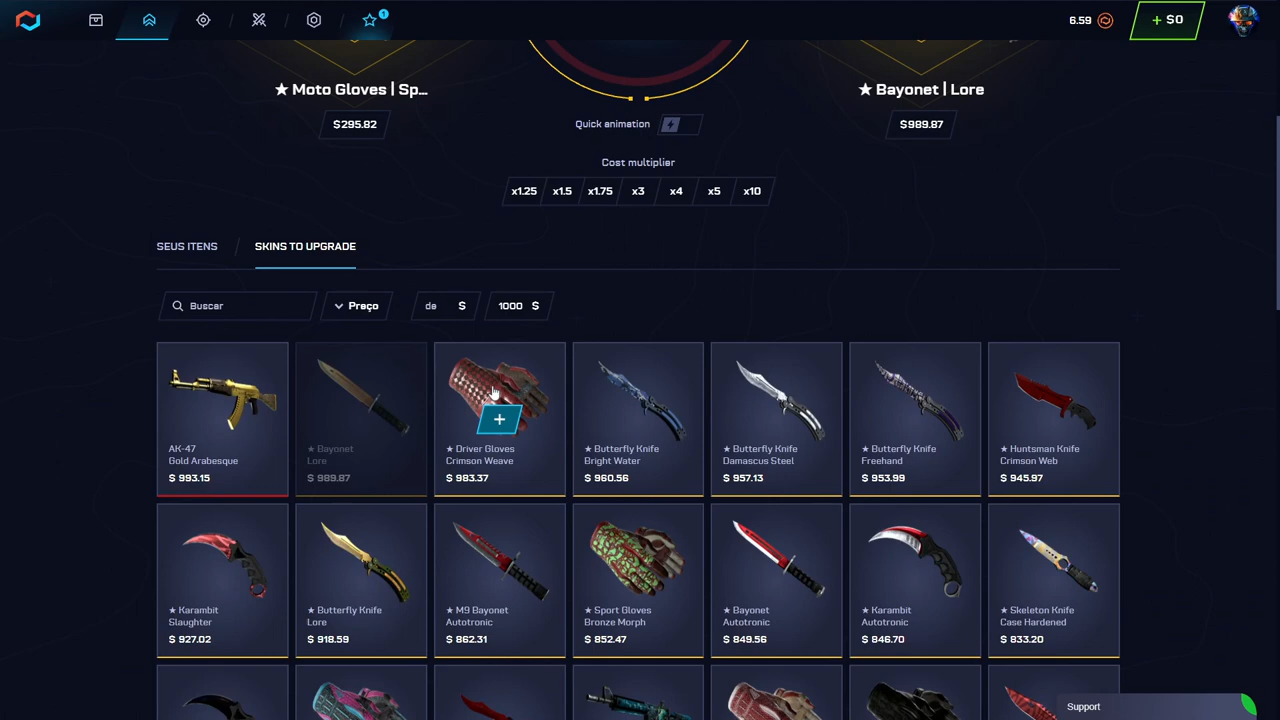 1
6.59
+ $0
★ Moto Gloves | Sp...
$295.82
★ Bayonet | Lore
$989.87
Quick animation
Cost multiplier
x1.25 x1.5 x1.75 x3 x4 x5 x10
SEUS ITENS / SKINS TO UPGRADE
Buscar Preço de $ 1000 $
AK-47
Gold Arabesque
$ 993.15
★ Bayonet
Lore
$ 989.87
+
★ Driver Gloves
Crimson Weave
$ 983.37
★ Butterfly Knife
Bright Water
$ 960.56
★ Butterfly Knife
Damascus Steel
$ 957.13
★ Butterfly Knife
Freehand
$ 953.99
★ Huntsman Knife
Crimson Web
$ 945.97
★ Karambit
Slaughter
$ 927.02
★ Butterfly Knife
Lore
$ 918.59
★ M9 Bayonet
Autotronic
$ 862.31
★ Sport Gloves
Bronze Morph
$ 852.47
★ Bayonet
Autotronic
$ 849.56
★ Karambit
Autotronic
$ 846.70
★ Skeleton Knife
Case Hardened
$ 833.20
Support